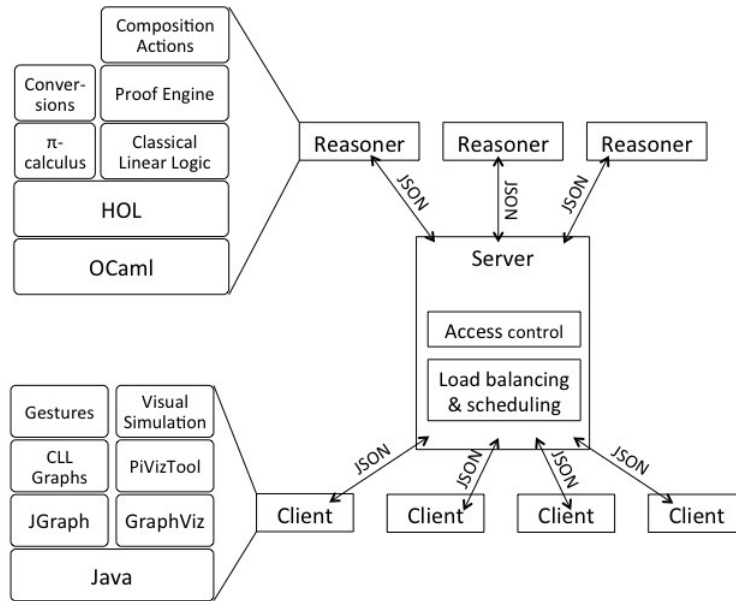 Composition
Actions
Conver-
sions
Proof Engine
π-
calculus
Classical
Linear Logic
HOL
OCaml
Reasoner
Reasoner
Reasoner
JSON
JSON
JSON
Server
Access control
Load balancing
& scheduling
Gestures
Visual
Simulation
CLL
Graphs
PiVizTool
JGraph
GraphViz
Java
JSON
JSON
JSON
JSON
Client
Client
Client
Client